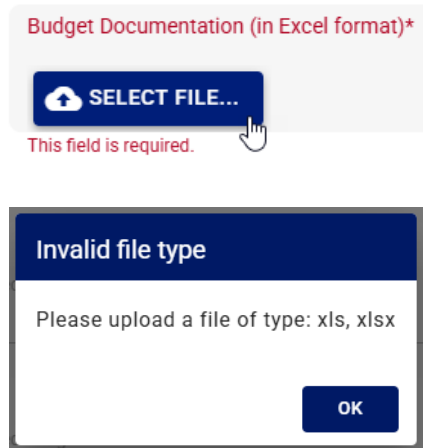 Budget Documentation (in Excel format)*
SELECT FILE...
This field is required.
Invalid file type
Please upload a file of type: xls, xlsx
OK